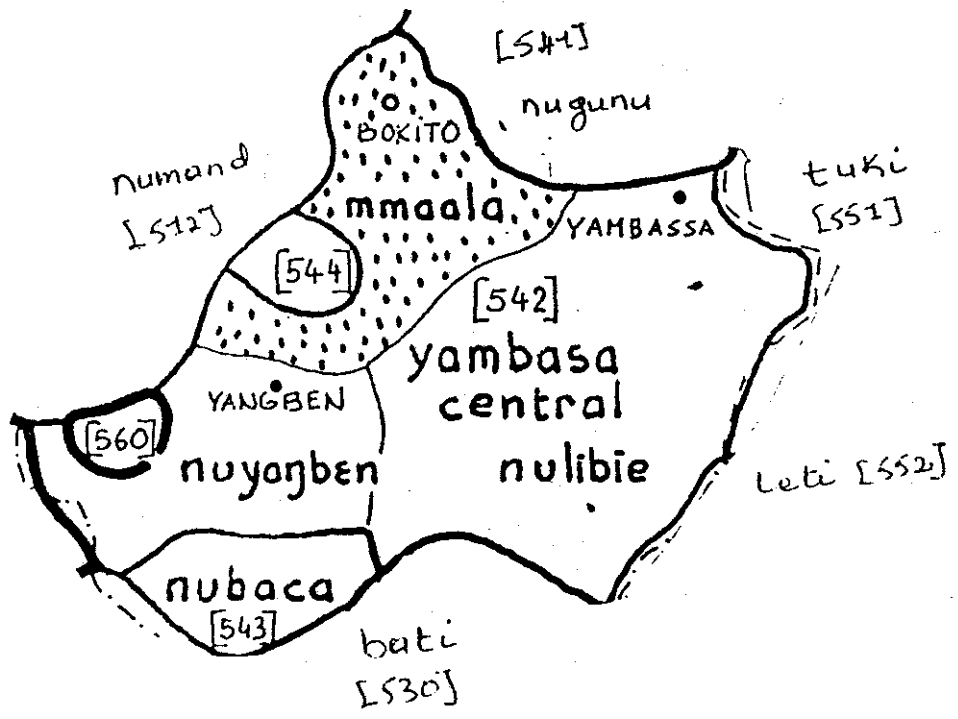 [541]
nugunu
BOKITO
numand
[512]
tuki
[551]
mmaala
YAMBASSA
[544]
[542]
yambasa
central
YANGBEN
[560]
nuyaŋbɛn
nulibie
leti [552]
nubaca
[543]
bati
[530]